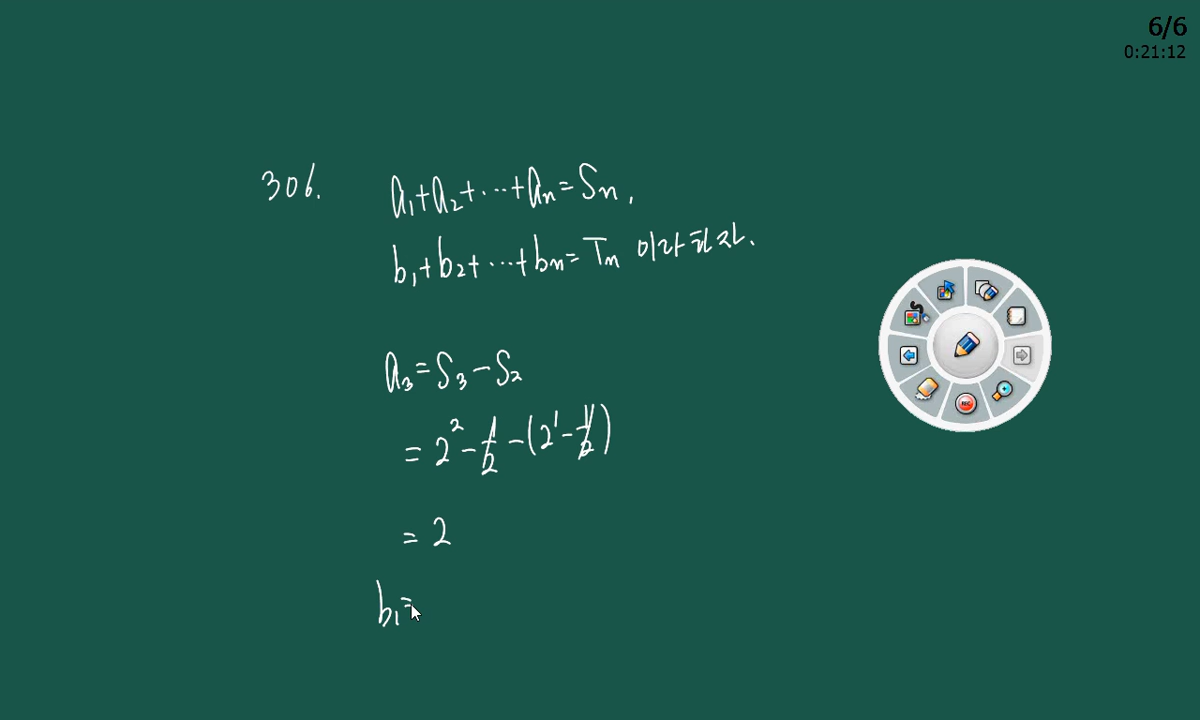 6/6
0:21:12
306. a₁+a₂+⋯+aₙ=Sₙ,
b₁+b₂+⋯+bₙ=Tₙ 이라 하자.
a₃=S₃-S₂
=2²-1/2-(2¹-1/2)
=2
b₁=
REC